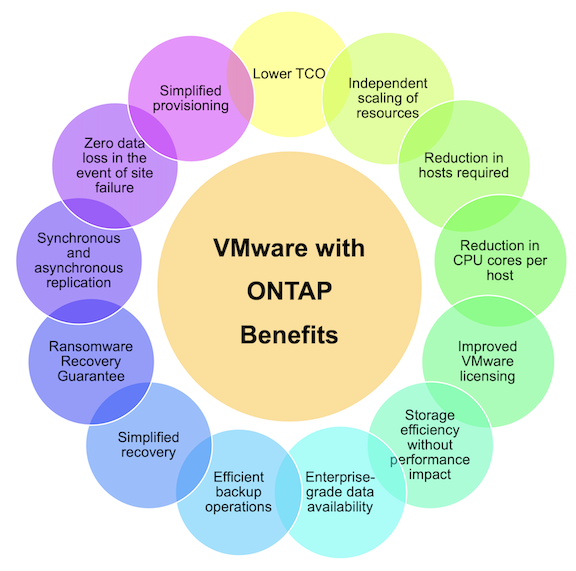 VMware with
ONTAP
Benefits
Lower TCO
Independent
scaling of
resources
Reduction in
hosts required
Reduction in
CPU cores per
host
Improved
VMware
licensing
Storage
efficiency
without
performance
impact
Enterprise-
grade data
availability
Efficient
backup
operations
Simplified
recovery
Ransomware
Recovery
Guarantee
Synchronous
and
asynchronous
replication
Zero data
loss in the
event of site
failure
Simplified
provisioning